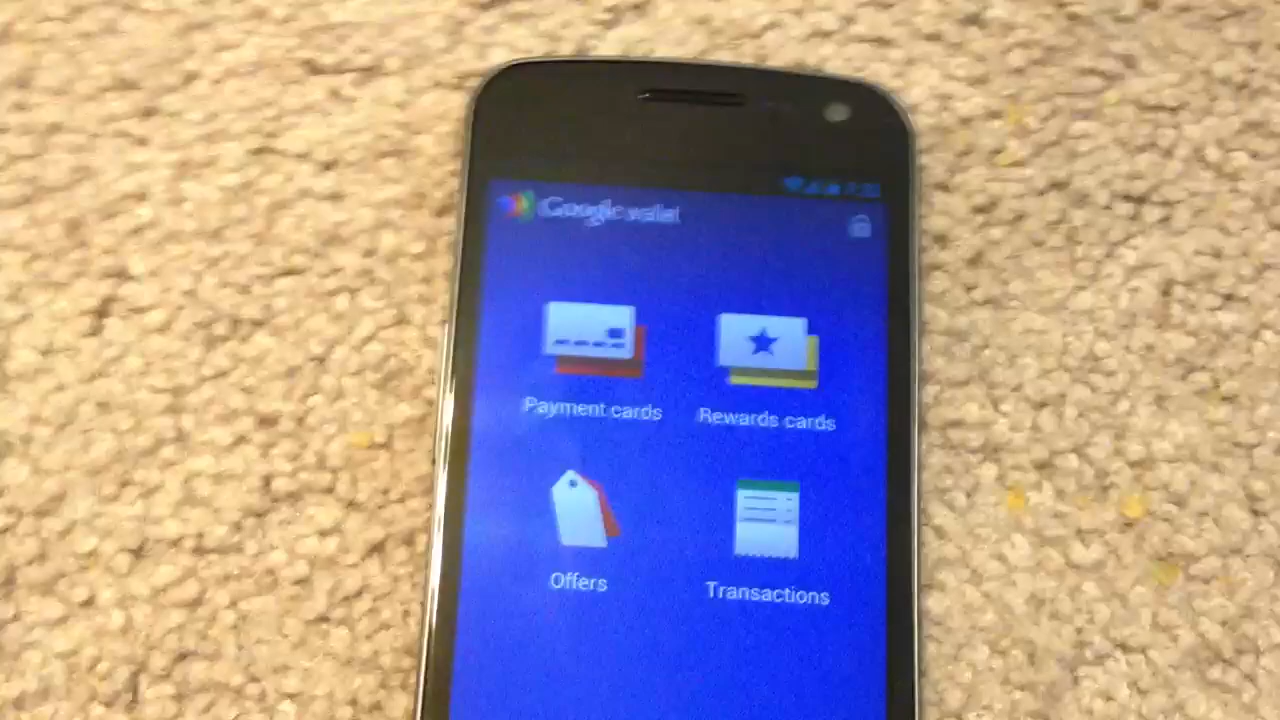 Google wallet
Payment cards
Rewards cards
Offers
Transactions